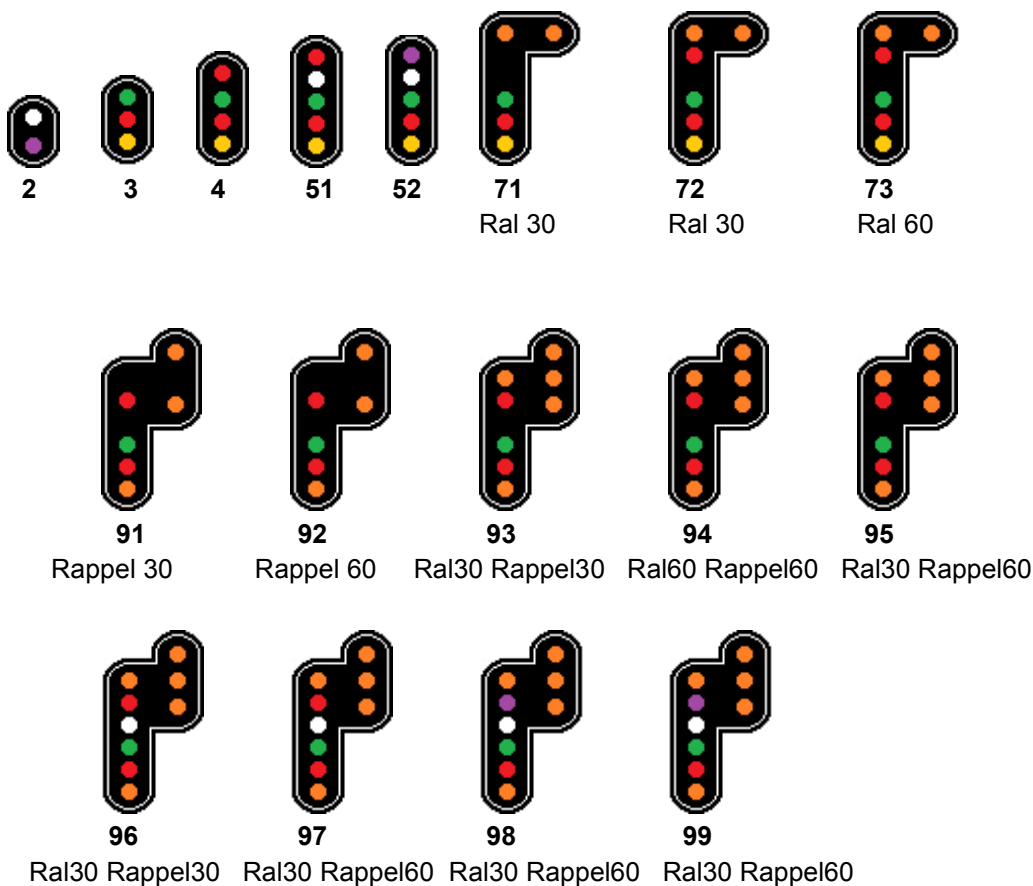 2 3 4 51 52 71 72 73
Ral 30 Ral 30 Ral 60
91 92 93 94 95
Rappel 30 Rappel 60 Ral30 Rappel30 Ral60 Rappel60 Ral30 Rappel60
96 97 98 99
Ral30 Rappel30 Ral30 Rappel60 Ral30 Rappel60 Ral30 Rappel60